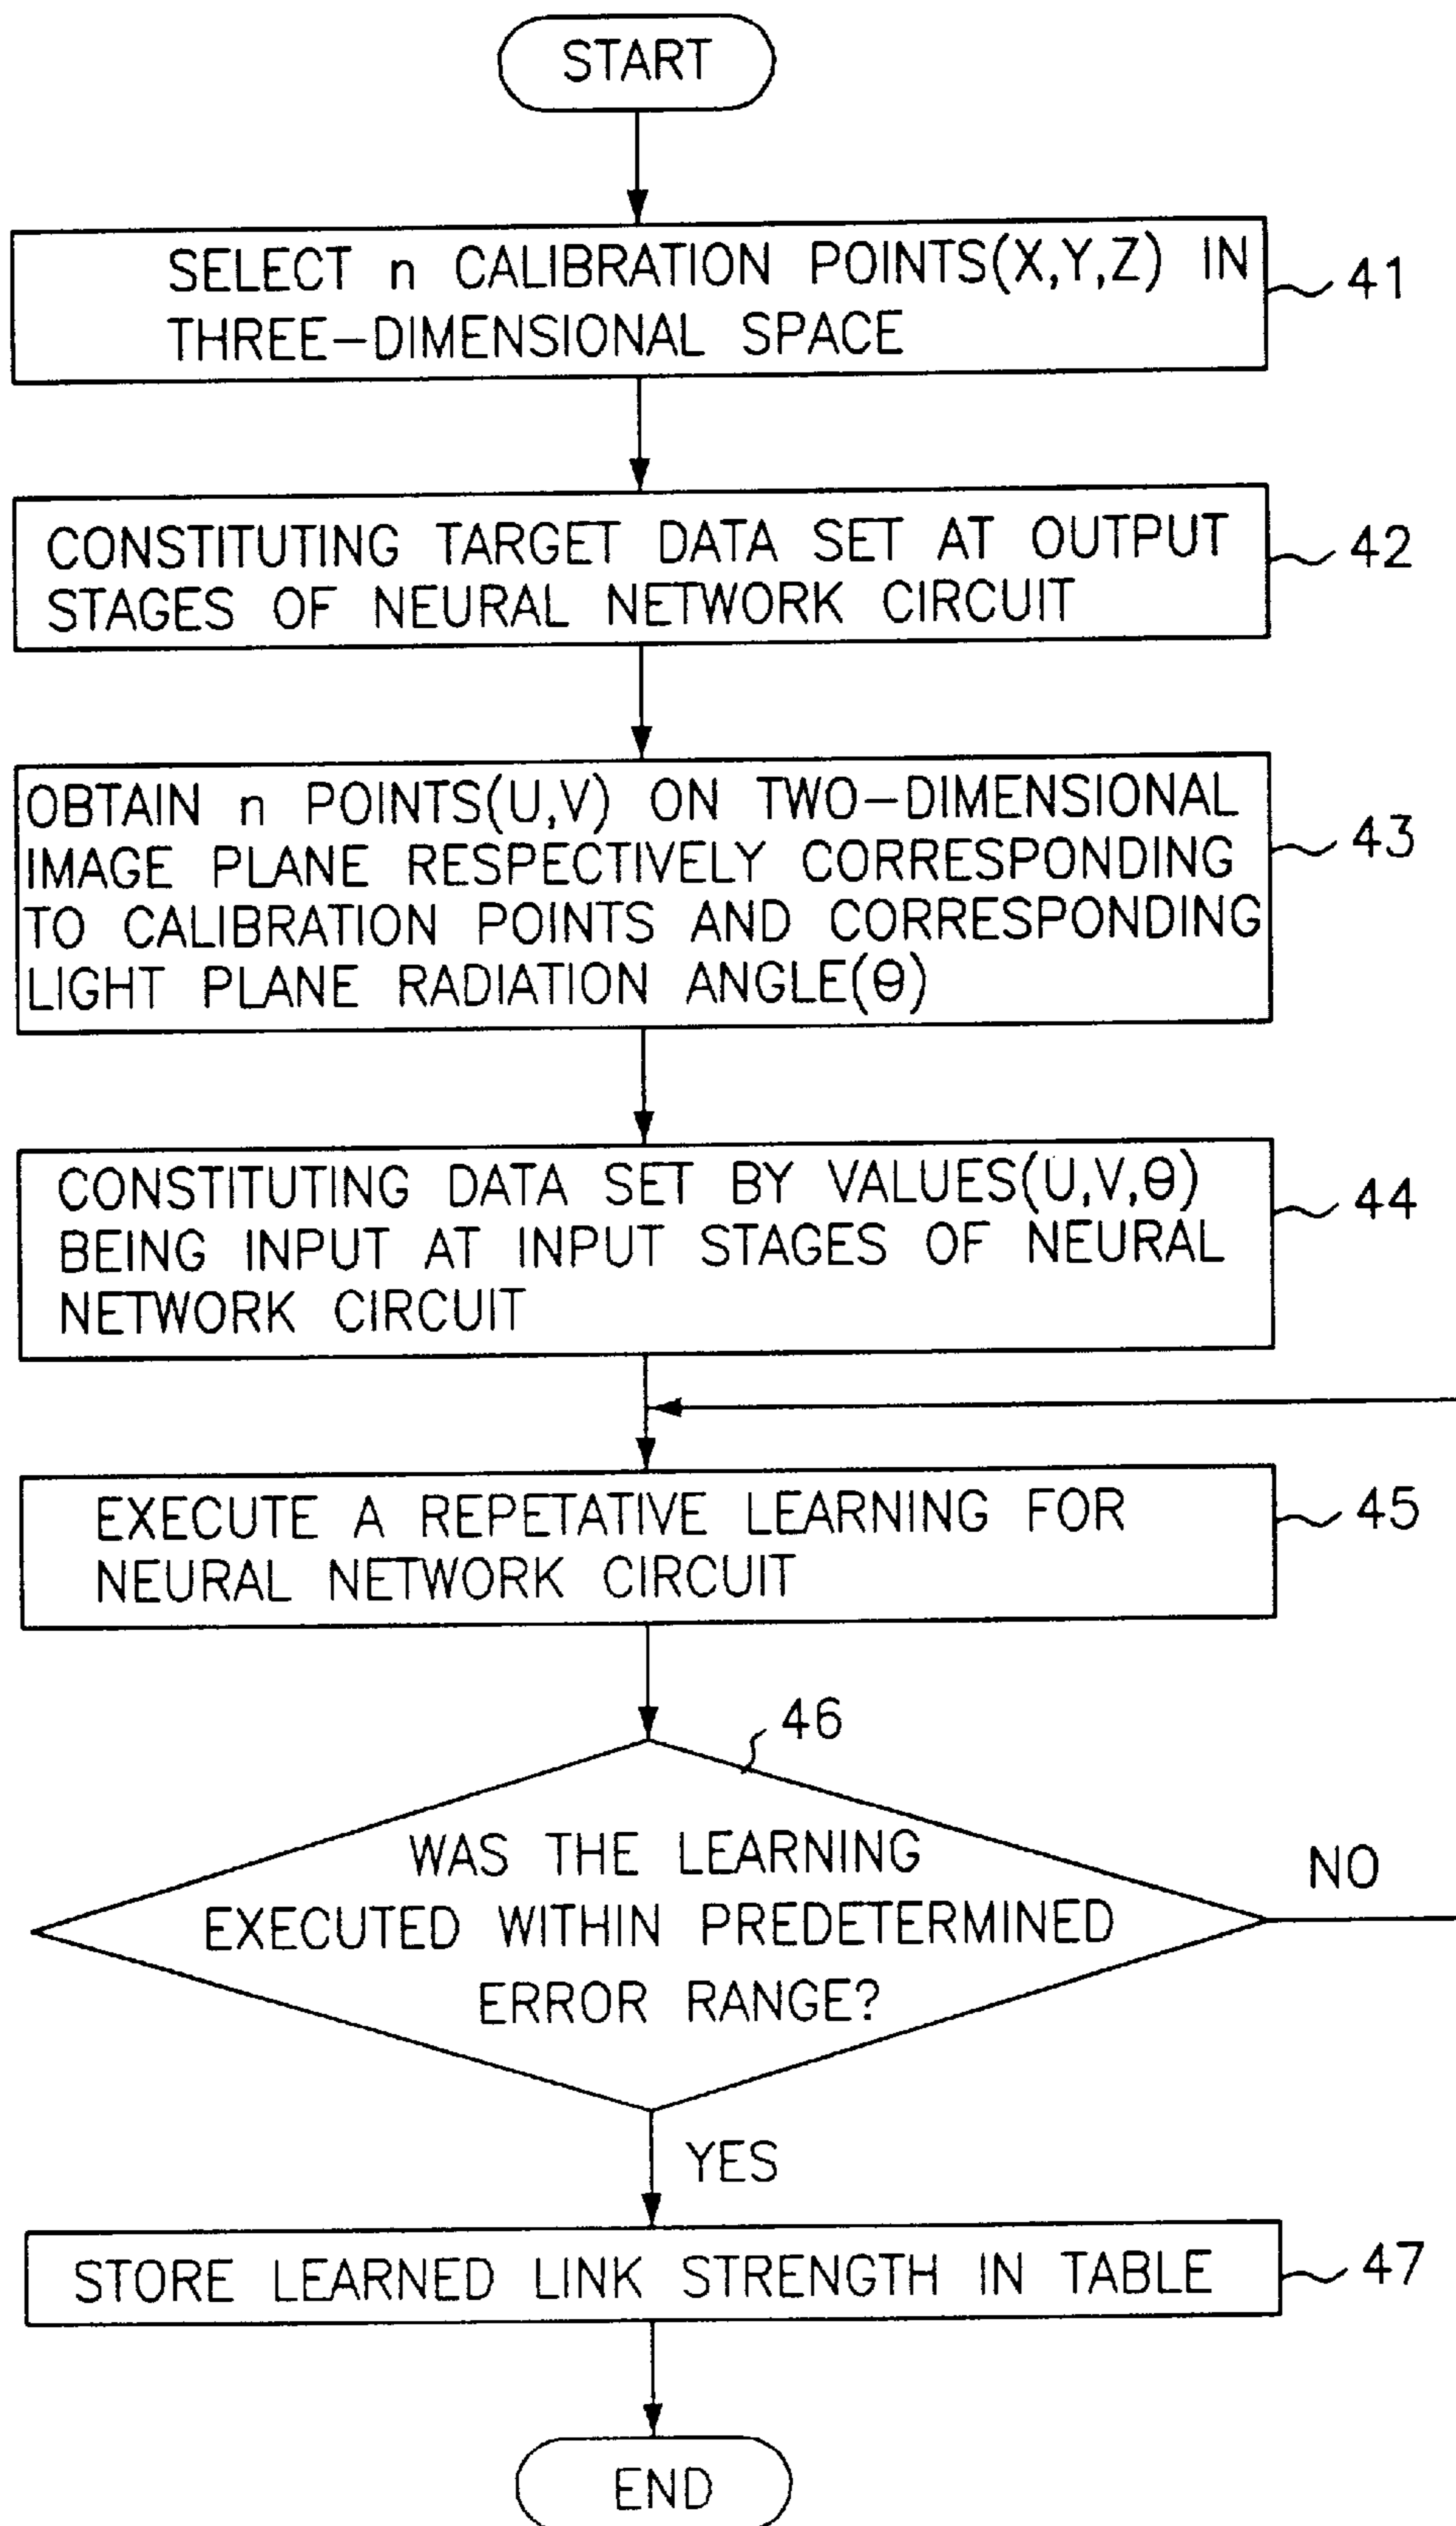 START
SELECT n CALIBRATION POINTS(X,Y,Z) IN
THREE-DIMENSIONAL SPACE
41
CONSTITUTING TARGET DATA SET AT OUTPUT
STAGES OF NEURAL NETWORK CIRCUIT
42
OBTAIN n POINTS(U,V) ON TWO-DIMENSIONAL
IMAGE PLANE RESPECTIVELY CORRESPONDING
TO CALIBRATION POINTS AND CORRESPONDING
LIGHT PLANE RADIATION ANGLE(θ)
43
CONSTITUTING DATA SET BY VALUES(U,V,θ)
BEING INPUT AT INPUT STAGES OF NEURAL
NETWORK CIRCUIT
44
EXECUTE A REPETATIVE LEARNING FOR
NEURAL NETWORK CIRCUIT
45
46
WAS THE LEARNING
EXECUTED WITHIN PREDETERMINED
ERROR RANGE?
NO
YES
STORE LEARNED LINK STRENGTH IN TABLE
47
END